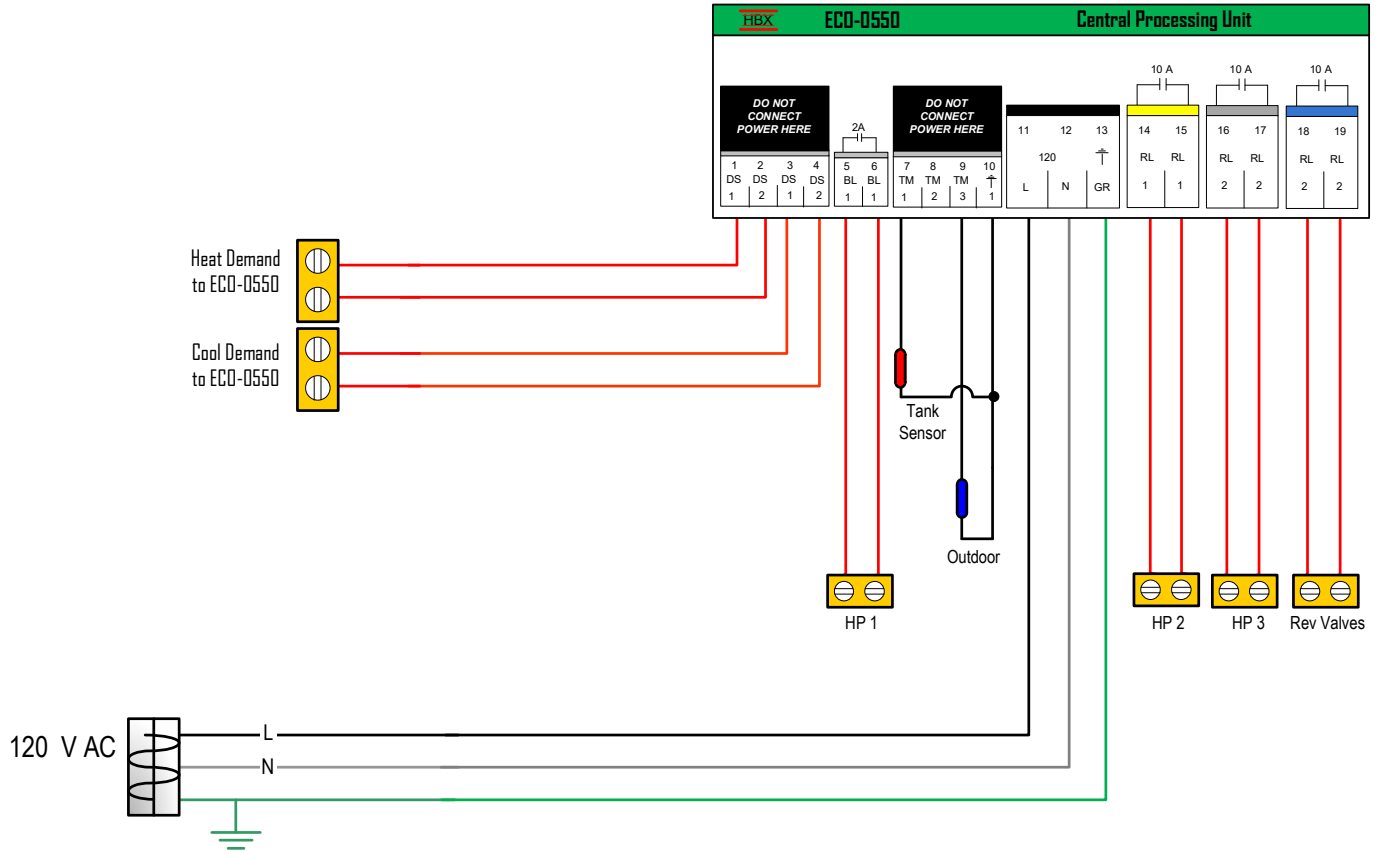 HBX ECO-0550 Central Processing Unit
10 A 10 A 10 A
DO NOT
CONNECT
POWER HERE
2A
DO NOT
CONNECT
POWER HERE
11 12 13 14 15 16 17 18 19
1 2 3 4 5 6 7 8 9 10
120 RL RL RL RL RL RL
DS DS DS DS BL BL TM TM TM
L N GR 1 1 2 2 2 2
1 2 1 2 1 1 1 2 3 1
Heat Demand
to ECO-0550
Cool Demand
to ECO-0550
Tank
Sensor
Outdoor
HP 1
HP 2
HP 3
Rev Valves
L
120 V AC
N